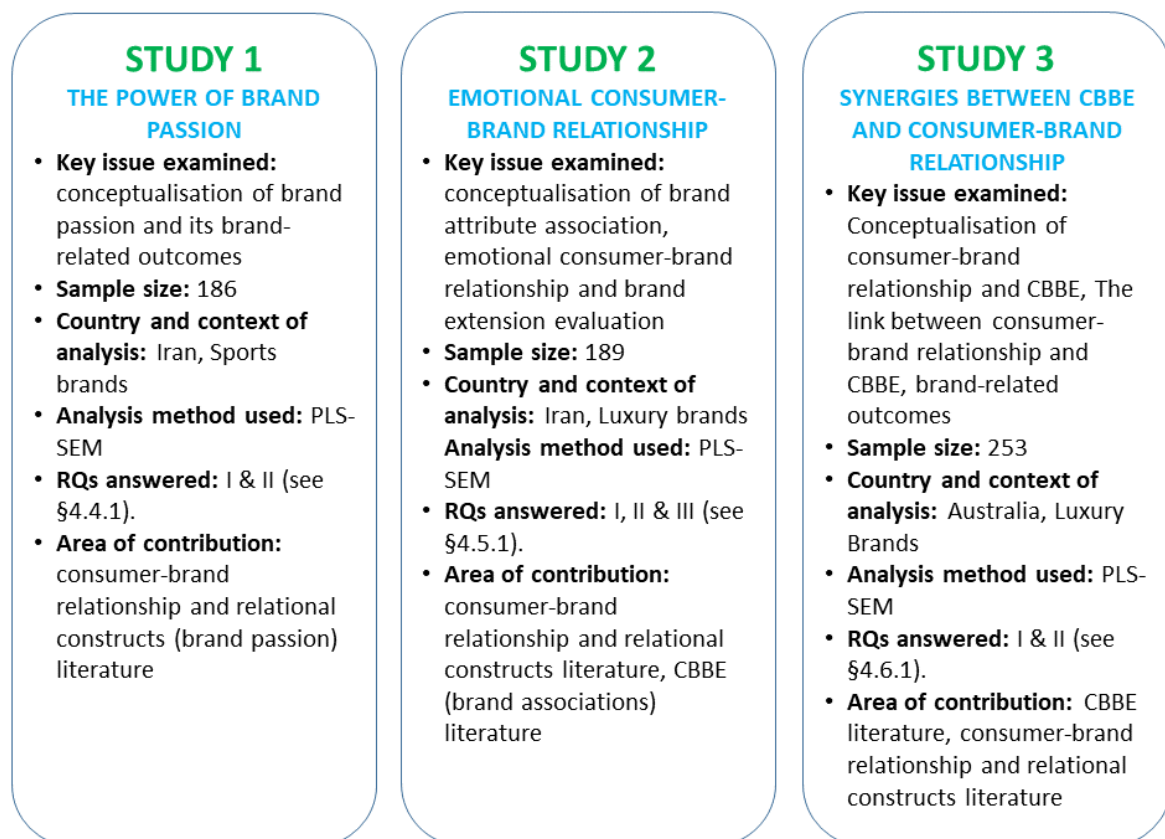 STUDY 1
THE POWER OF BRAND
PASSION
• Key issue examined:
conceptualisation of brand
passion and its brand-
related outcomes
• Sample size: 186
• Country and context of
analysis: Iran, Sports
brands
• Analysis method used: PLS-
SEM
• RQs answered: I & II (see
§4.4.1).
• Area of contribution:
consumer-brand
relationship and relational
constructs (brand passion)
literature
STUDY 2
EMOTIONAL CONSUMER-
BRAND RELATIONSHIP
• Key issue examined:
conceptualisation of brand
attribute association,
emotional consumer-brand
relationship and brand
extension evaluation
• Sample size: 189
• Country and context of
analysis: Iran, Luxury brands
Analysis method used: PLS-
SEM
• RQs answered: I, II & III (see
§4.5.1).
• Area of contribution:
consumer-brand
relationship and relational
constructs literature, CBBE
(brand associations)
literature
STUDY 3
SYNERGIES BETWEEN CBBE
AND CONSUMER-BRAND
RELATIONSHIP
• Key issue examined:
Conceptualisation of
consumer-brand
relationship and CBBE, The
link between consumer-
brand relationship and
CBBE, brand-related
outcomes
• Sample size: 253
• Country and context of
analysis: Australia, Luxury
Brands
• Analysis method used: PLS-
SEM
• RQs answered: I & II (see
§4.6.1).
• Area of contribution: CBBE
literature, consumer-brand
relationship and relational
constructs literature